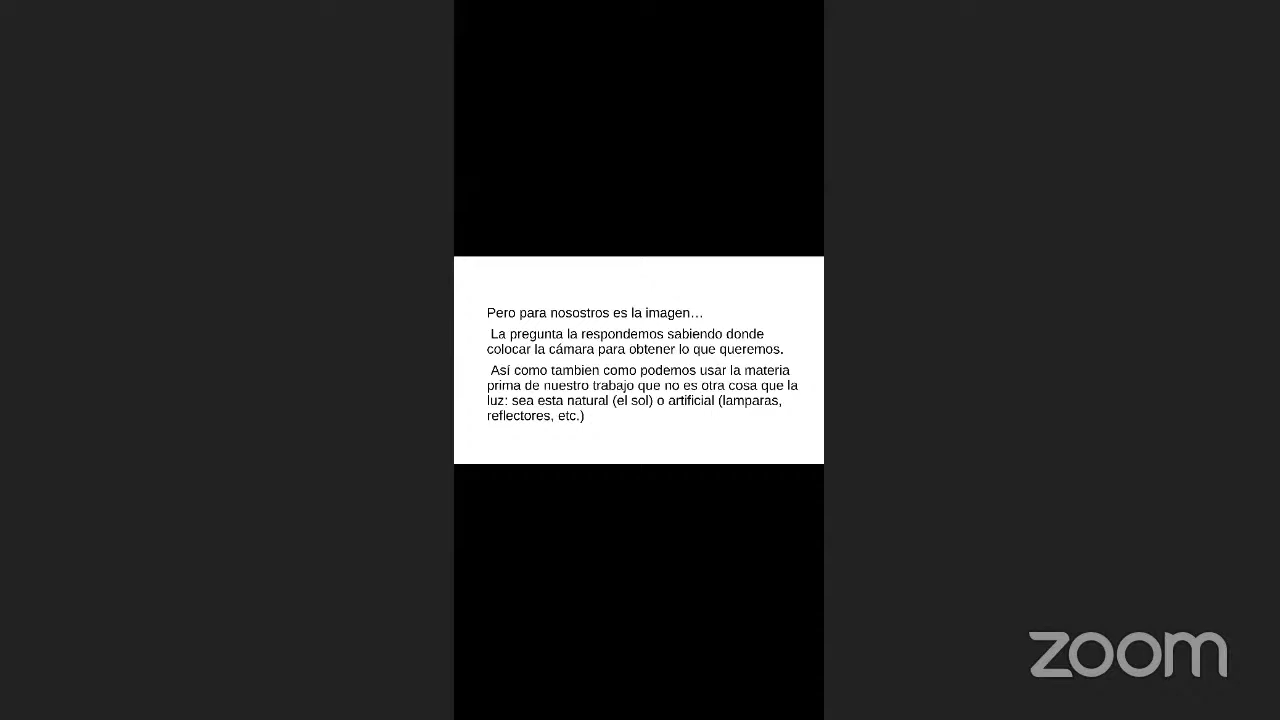 Pero para nosostros es la imagen…
La pregunta la respondemos sabiendo donde
colocar la cámara para obtener lo que queremos.
Así como tambien como podemos usar la materia
prima de nuestro trabajo que no es otra cosa que la
luz: sea esta natural (el sol) o artificial (lamparas,
reflectores, etc.)
zoom